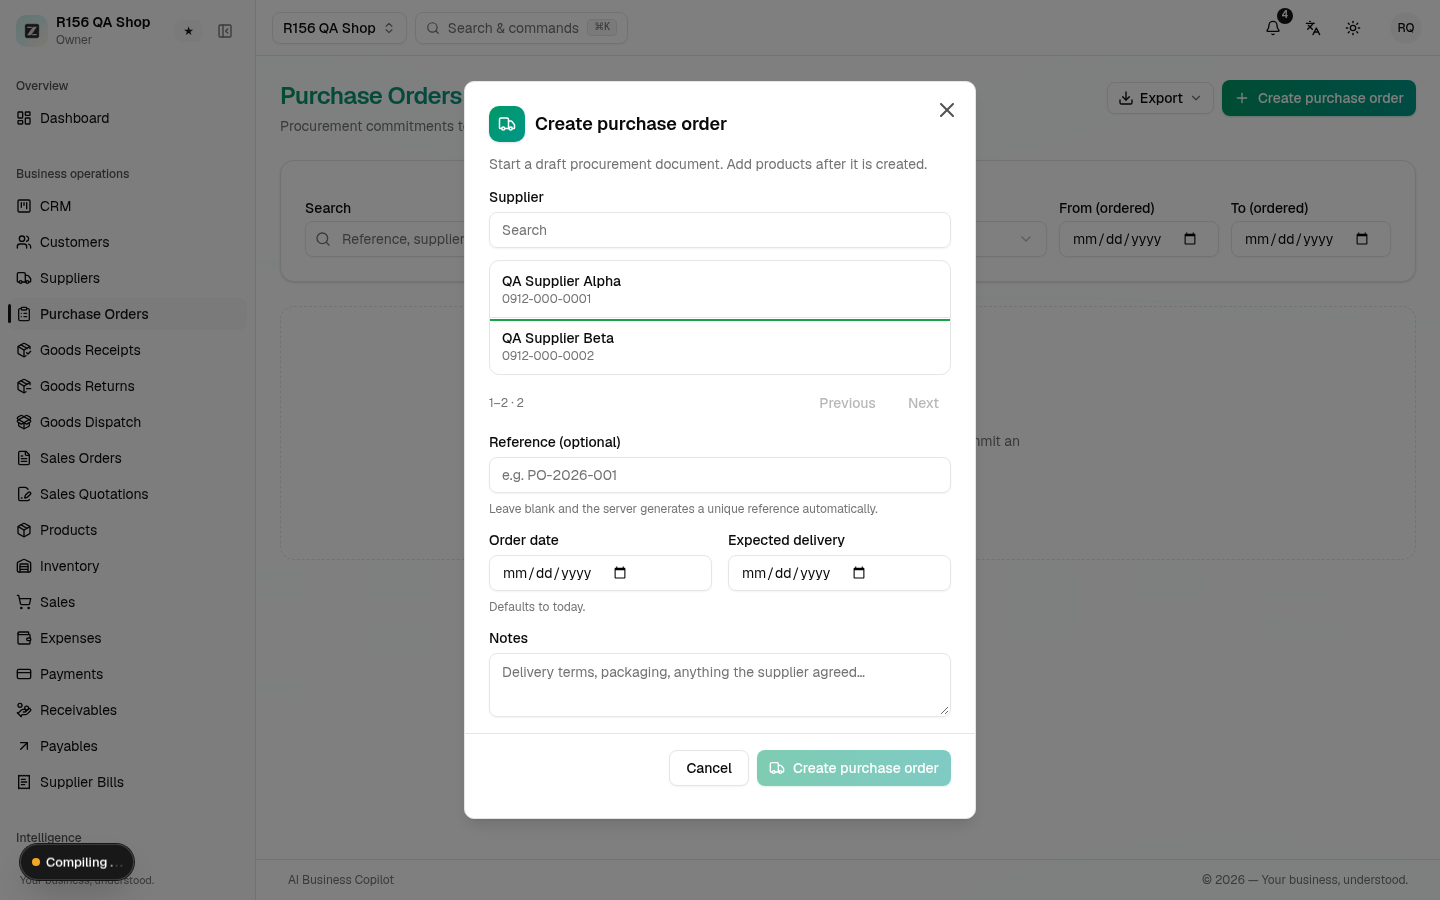 R156 QA Shop
Owner
★
R156 QA Shop
Search & commands
⌘K
4
RQ
Overview
Dashboard
Business operations
CRM
Customers
Suppliers
Purchase Orders
Goods Receipts
Goods Returns
Goods Dispatch
Sales Orders
Sales Quotations
Products
Inventory
Sales
Expenses
Payments
Receivables
Payables
Supplier Bills
Intelligence
Compiling ...
Your business, understood.
Purchase Orders
Procurement commitments
Export
Create purchase order
Search
Reference, supplier
From (ordered)
To (ordered)
mm/dd/yyyy
mm/dd/yyyy
an
Create purchase order
Start a draft procurement document. Add products after it is created.
Supplier
Search
QA Supplier Alpha
0912-000-0001
QA Supplier Beta
0912-000-0002
1–2 · 2
Previous
Next
Reference (optional)
e.g. PO-2026-001
Leave blank and the server generates a unique reference automatically.
Order date
Expected delivery
mm/dd/yyyy
mm/dd/yyyy
Defaults to today.
Notes
Delivery terms, packaging, anything the supplier agreed…
Cancel
Create purchase order
AI Business Copilot
© 2026 — Your business, understood.